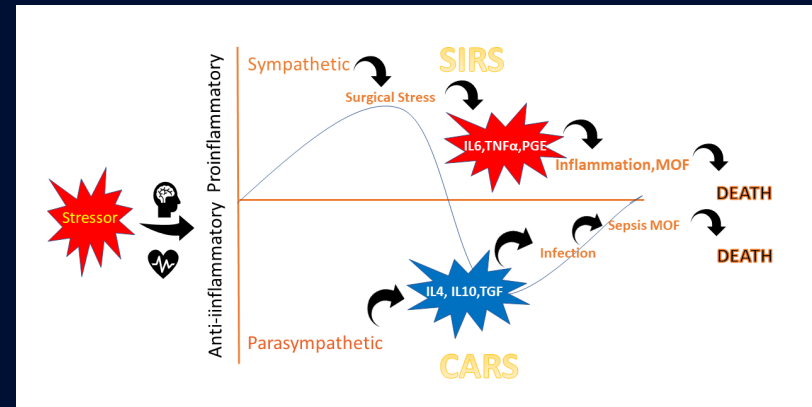 Stressor
Proinflammatory
Anti-iinflammatory
Sympathetic
SIRS
Surgical Stress
IL6,TNFα,PGE
Inflammation,MOF
DEATH
Sepsis MOF
DEATH
Infection
IL4, IL10,TGF
Parasympathetic
CARS